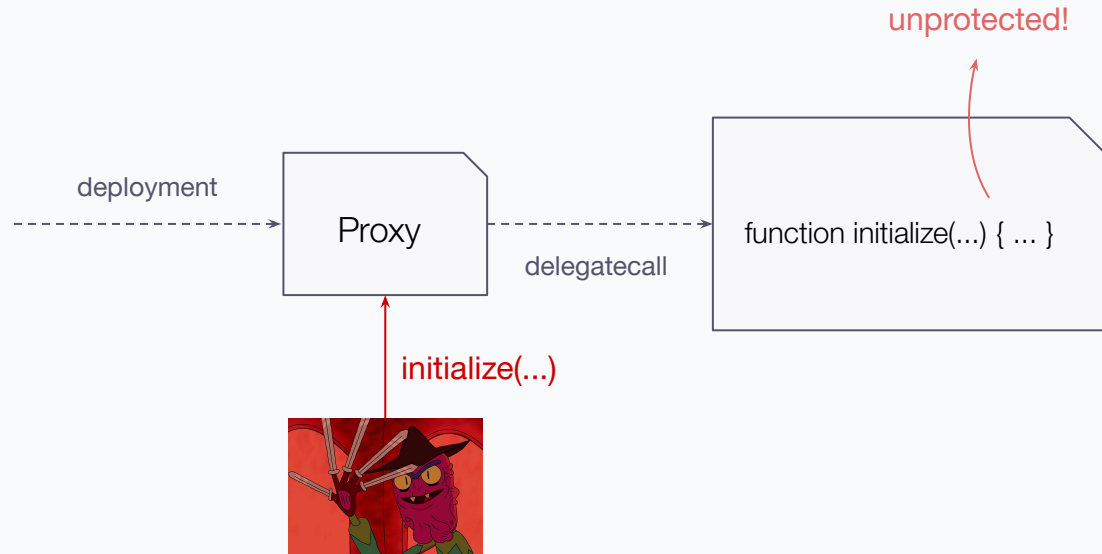 unprotected!
deployment
Proxy
function initialize(...) { ... }
delegatecall
initialize(...)